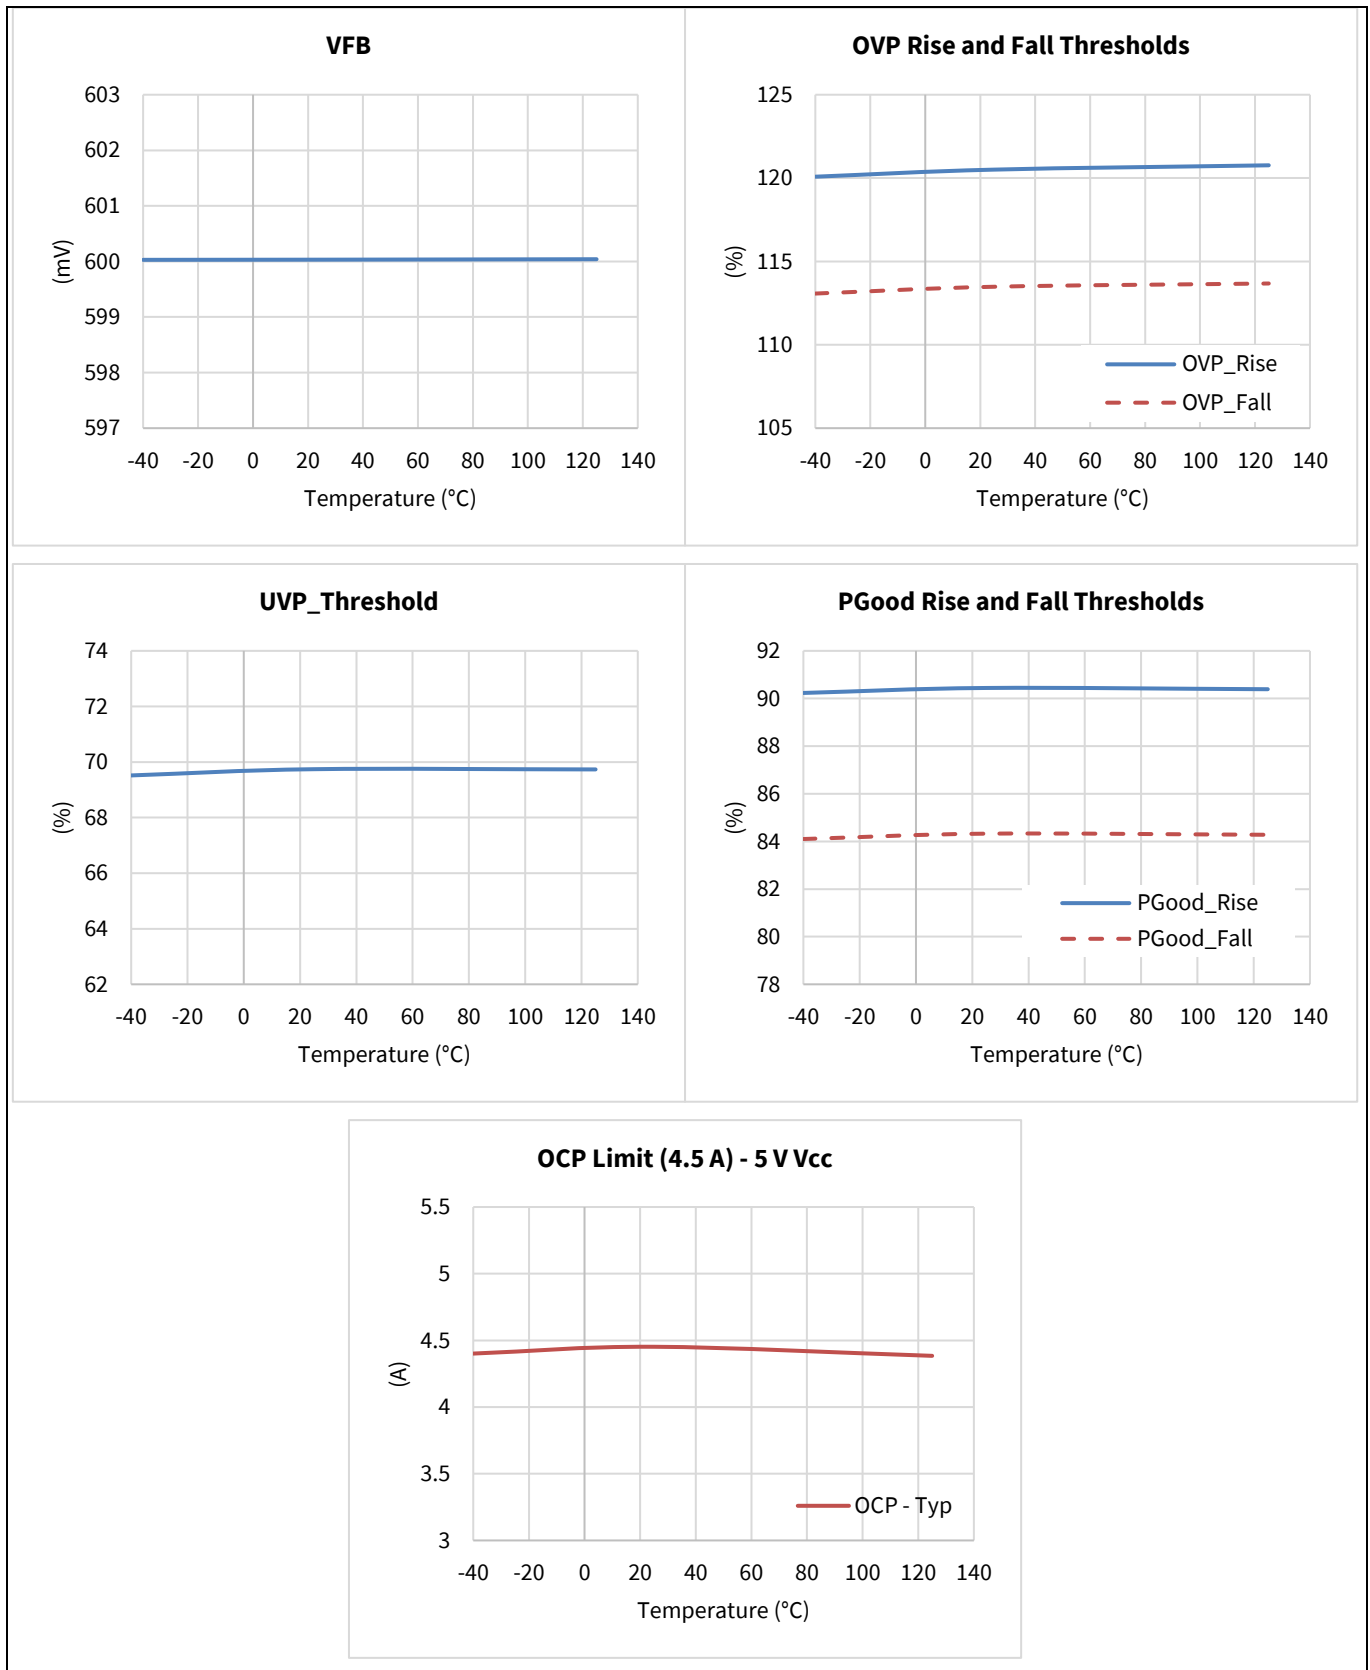 VFB
603
602
601
600
599
598
597
(mV)
-40 -20 0 20 40 60 80 100 120 140
Temperature (°C)
OVP Rise and Fall Thresholds
125
120
115
110
105
(%)
OVP_Rise
OVP_Fall
-40 -20 0 20 40 60 80 100 120 140
Temperature (°C)
UVP_Threshold
74
72
70
68
66
64
62
(%)
-40 -20 0 20 40 60 80 100 120 140
Temperature (°C)
PGood Rise and Fall Thresholds
92
90
88
86
84
82
80
78
(%)
PGood_Rise
PGood_Fall
-40 -20 0 20 40 60 80 100 120 140
Temperature (°C)
OCP Limit (4.5 A) - 5 V Vcc
5.5
5
4.5
4
3.5
3
(A)
OCP - Typ
-40 -20 0 20 40 60 80 100 120 140
Temperature (°C)